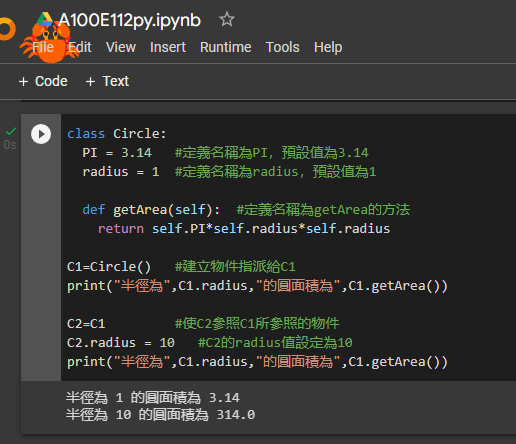 A100E112py.ipynb
File Edit View Insert Runtime Tools Help
+ Code + Text
0s
class Circle:
  PI = 3.14   #定義名稱為PI, 預設值為3.14
  radius = 1  #定義名稱為radius, 預設值為1
  def getArea(self):  #定義名稱為getArea的方法
    return self.PI*self.radius*self.radius
C1=Circle()   #建立物件指派給C1
print("半徑為",C1.radius,"的圓面積為",C1.getArea())
C2=C1         #使C2參照C1所參照的物件
C2.radius = 10   #C2的radius值設定為10
print("半徑為",C1.radius,"的圓面積為",C1.getArea())
半徑為 1 的圓面積為 3.14
半徑為 10 的圓面積為 314.0